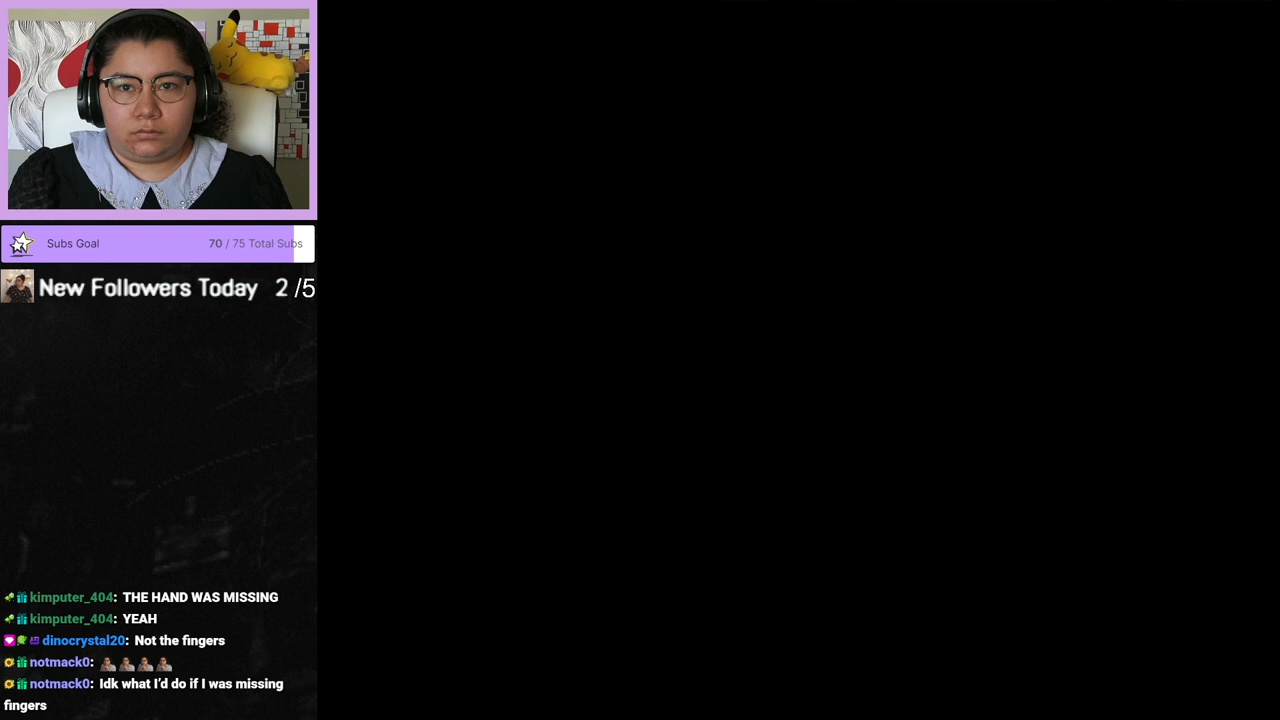 Subs Goal 70 / 75 Total Subs
New Followers Today 2 /5
kimputer_404: THE HAND WAS MISSING
kimputer_404: YEAH
dinocrystal20: Not the fingers
notmack0:
notmack0: Idk what I'd do if I was missing
fingers